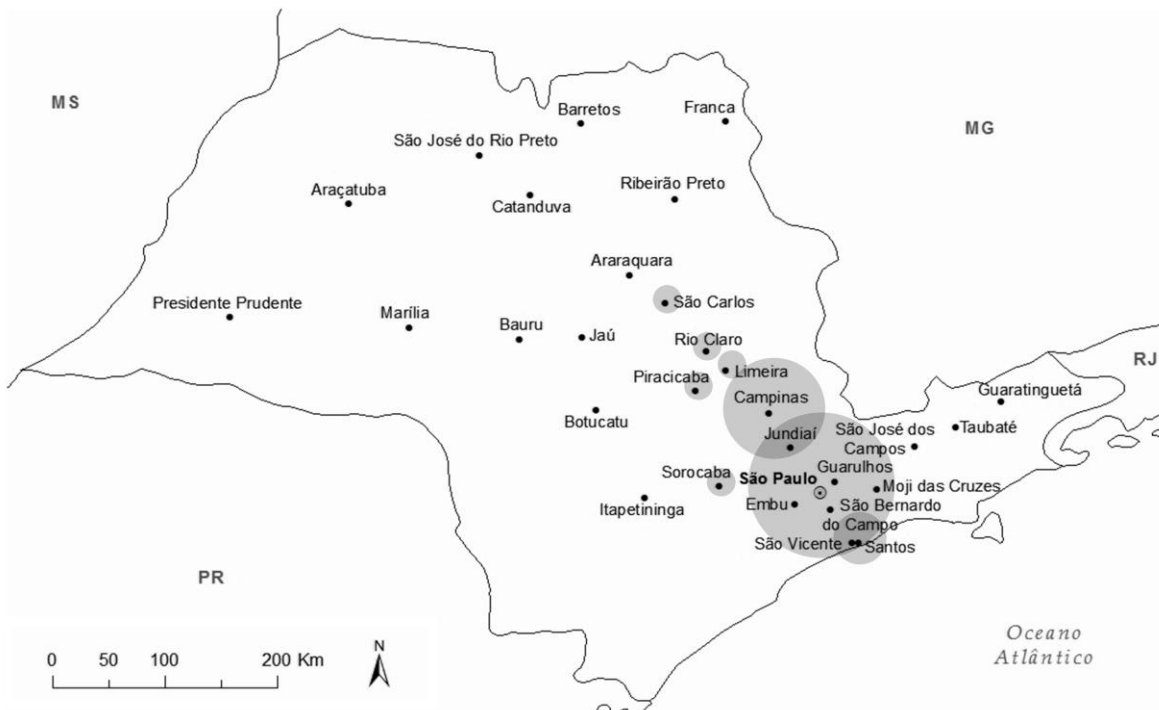 MS
Barretos
Franca
MG
São José do Rio Preto
Araçatuba
Catanduva
Ribeirão Preto
Araraquara
São Carlos
Presidente Prudente
Marília
Bauru
Jaú
Rio Claro
Limeira
Piracicaba
Campinas
RJ
Guaratinguetá
Botucatu
Jundiaí
São José dos
Campos
Taubaté
Sorocaba
São Paulo
Guarulhos
Moji das Cruzes
Itapetininga
Embu
São Bernardo
do Campo
São Vicente
Santos
PR
Oceano
Atlântico
0 50 100 200 Km
N